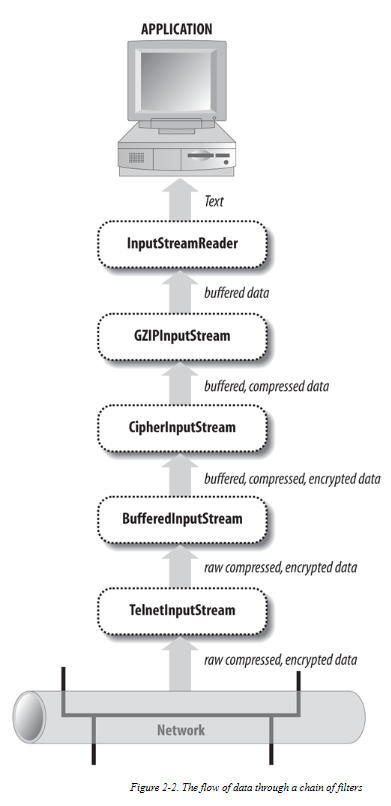 APPLICATION
Text
InputStreamReader
buffered data
GZIPInputStream
buffered, compressed data
CipherInputStream
buffered, compressed, encrypted data
BufferedInputStream
raw compressed, encrypted data
TelnetInputStream
raw compressed, encrypted data
Network
Figure 2-2. The flow of data through a chain of filters